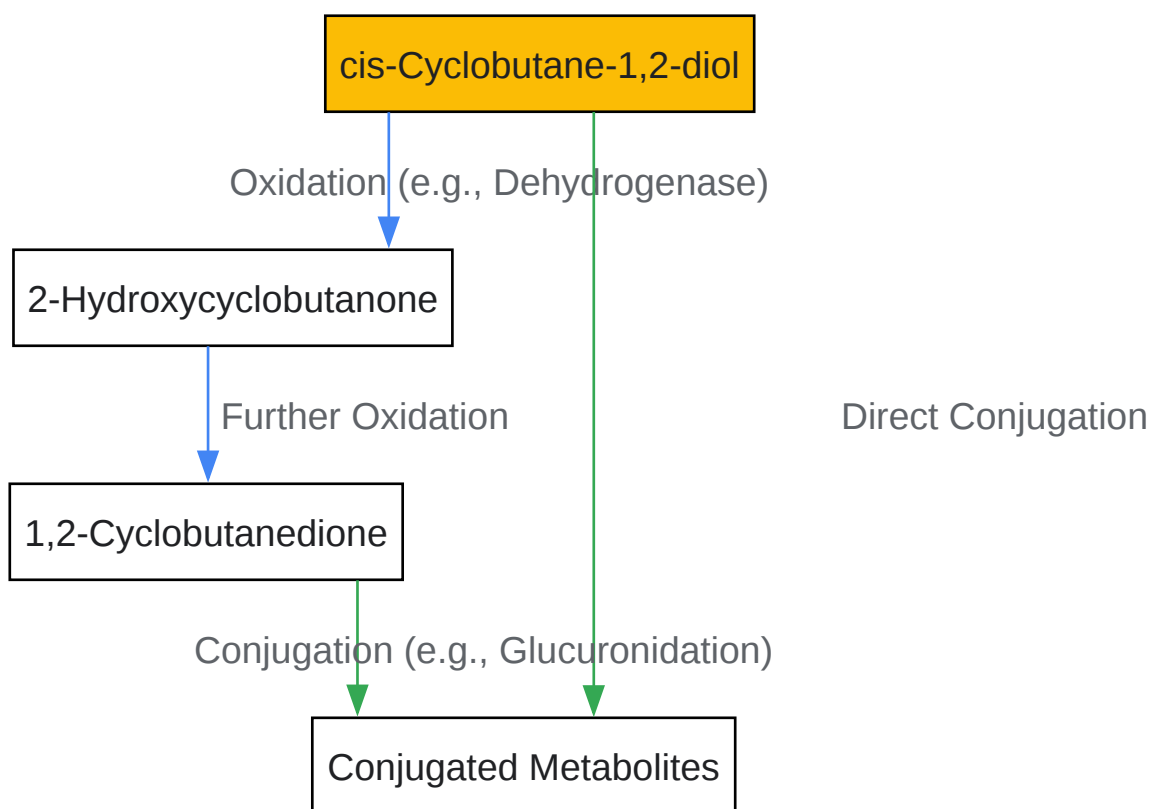 cis-Cyclobutane-1,2-diol
Oxidation (e.g., Dehydrogenase)
2-Hydroxycyclobutanone
Further Oxidation
Direct Conjugation
1,2-Cyclobutanedione
Conjugation (e.g., Glucuronidation)
Conjugated Metabolites